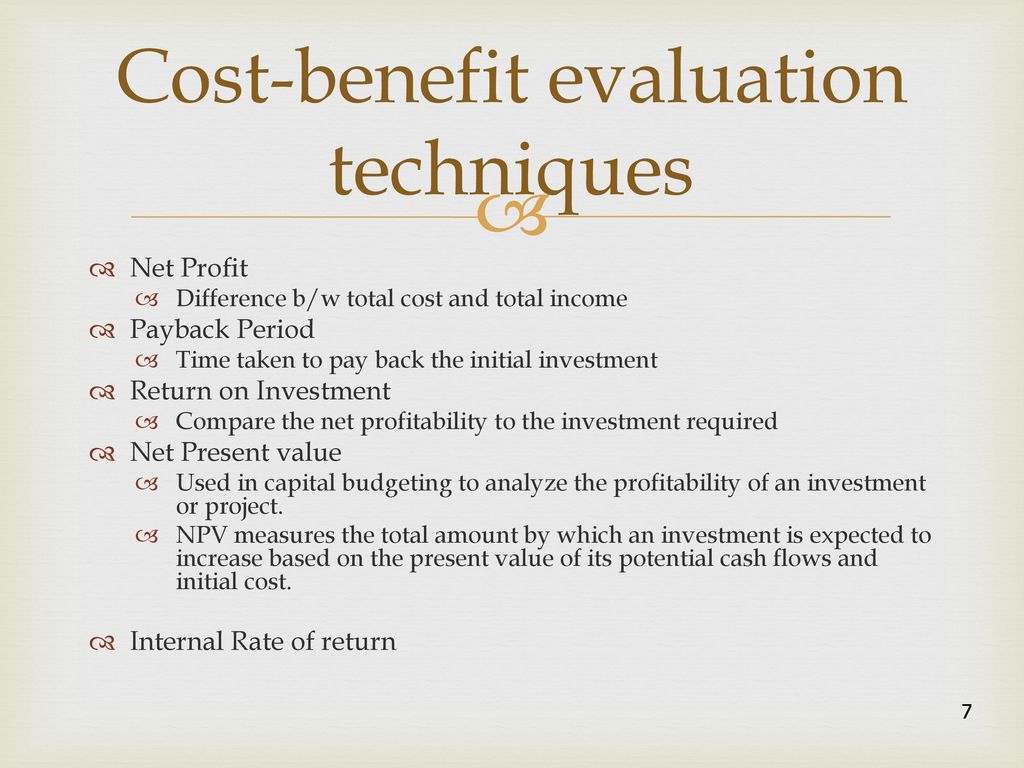 Cost-benefit evaluation
techniques
Net Profit
Difference b/w total cost and total income
Payback Period
Time taken to pay back the initial investment
Return on Investment
Compare the net profitability to the investment required
Net Present value
Used in capital budgeting to analyze the profitability of an investment
or project.
NPV measures the total amount by which an investment is expected to
increase based on the present value of its potential cash flows and
initial cost.
Internal Rate of return
7